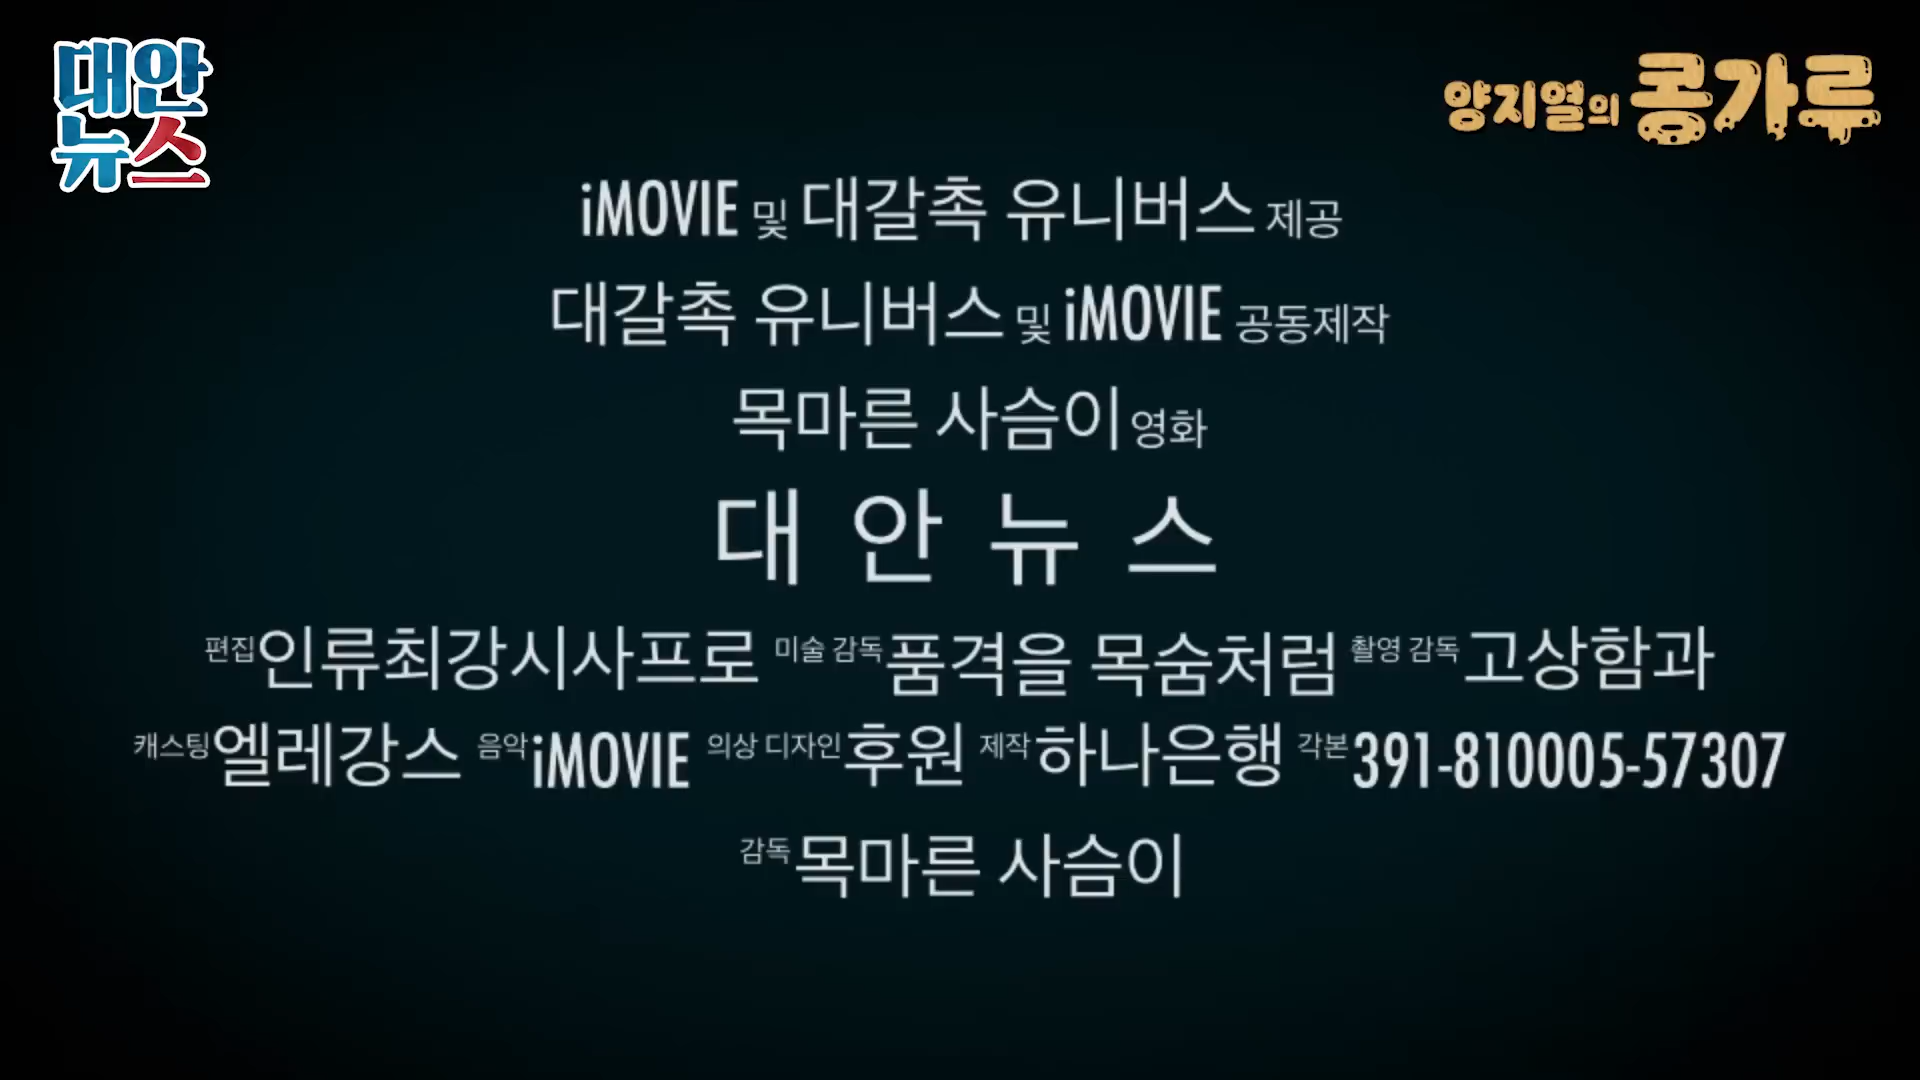 대안
뉴스
양지열의 콩가루
iMOVIE 및 대갈촉 유니버스 제공
대갈촉 유니버스 및 iMOVIE 공동제작
목마른 사슴이 영화
대 안 뉴 스
편집 인류최강시사프로 미술 감독 품격을 목숨처럼 촬영 감독 고상함과
캐스팅 엘레강스 음악 iMOVIE 의상 디자인 후원 제작 하나은행 각본 391-810005-57307
감독 목마른 사슴이